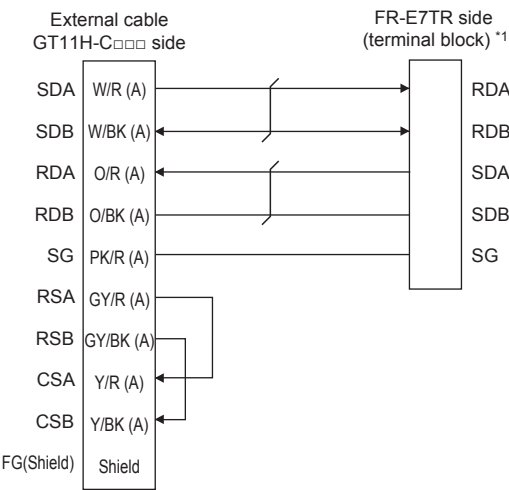 External cable
GT11H-C□□□ side
FR-E7TR side
(terminal block) *1
SDA W/R (A) RDA
SDB W/BK (A) RDB
RDA O/R (A) SDA
RDB O/BK (A) SDB
SG PK/R (A) SG
RSA GY/R (A)
RSB GY/BK (A)
CSA Y/R (A)
CSB Y/BK (A)
FG(Shield) Shield